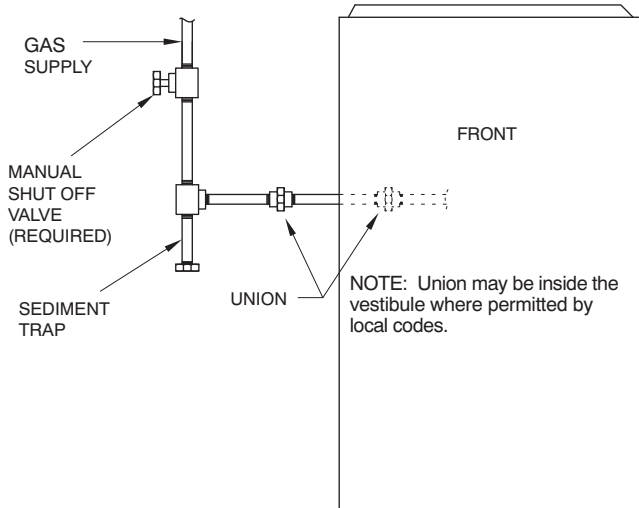 GAS
SUPPLY
FRONT
MANUAL
SHUT OFF
VALVE
(REQUIRED)
SEDIMENT
TRAP
UNION
NOTE: Union may be inside the
vestibule where permitted by
local codes.